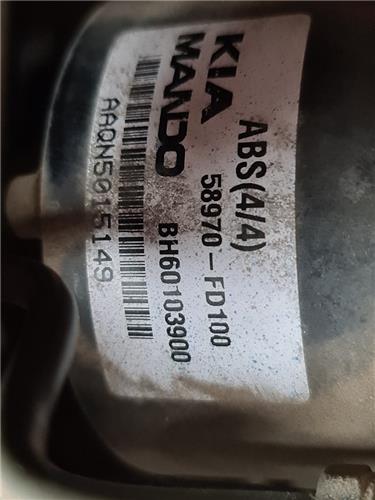 ABS(4/4)
KIA 58970-FD100
MANDO BH60103900
AAQN5015149